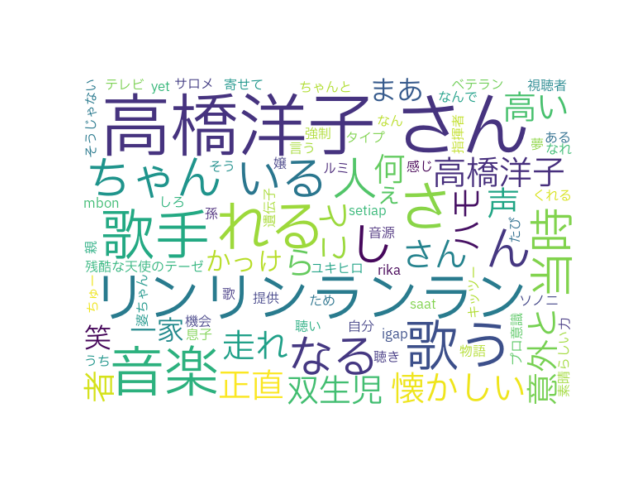 そうじゃない
テレビ
yet
サロメ
寄せて
ちゃんと
まあ
ベテラン
なんで
視聴者
高い
高橋洋子
さん
強制
タイプ
なん
言う
指揮者
夢
ある
なれ
ちゃん
いる
そう
嬢
ルミ
感じ
人
何
え
高橋洋子
くれる
mbon
しろ
孫
遺伝子
setiap
さ
声
ハモ
歌手
れる
とり
し
音源
さん
ん
たび
当時
親
残酷な天使のテーゼ
かっけ
ら
ユキヒロ
rika
キッツー
ちゅー
リンリンランラン
歌
提供
ため
saat
ソノニ
笑
一家
機会
婆ちゃん
息子
聴い
自分
igap
歌う
プロ意識
意外と
力
素晴らしい
うち
音楽
走れ
なる
聴き
物語
者
正直
双生児
懐かしい